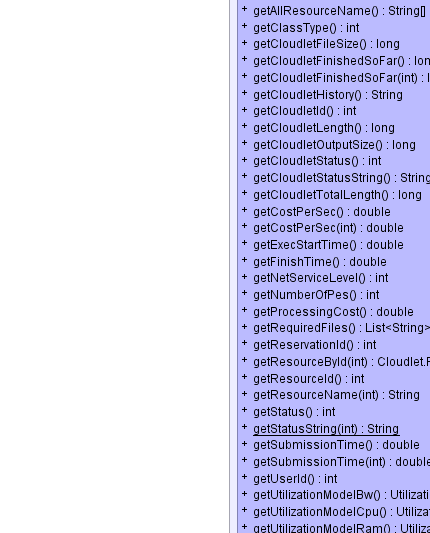 + getAllResourceName() : String[]
+ getClassType() : int
+ getCloudletFileSize() : long
+ getCloudletFinishedSoFar() : lon
+ getCloudletFinishedSoFar(int) : l
+ getCloudletHistory() : String
+ getCloudletId() : int
+ getCloudletLength() : long
+ getCloudletOutputSize() : long
+ getCloudletStatus() : int
+ getCloudletStatusString() : String
+ getCloudletTotalLength() : long
+ getCostPerSec() : double
+ getCostPerSec(int) : double
+ getExecStartTime() : double
+ getFinishTime() : double
+ getNetServiceLevel() : int
+ getNumberOfPes() : int
+ getProcessingCost() : double
+ getRequiredFiles() : List<String>
+ getReservationId() : int
+ getResourceById(int) : Cloudlet.R
+ getResourceId() : int
+ getResourceName(int) : String
+ getStatus() : int
+ getStatusString(int) : String
+ getSubmissionTime() : double
+ getSubmissionTime(int) : double
+ getUserId() : int
+ getUtilizationModelBw() : Utilizati
+ getUtilizationModelCpu() : Utilizat
+ getUtilizationModelRam() : Utiliza